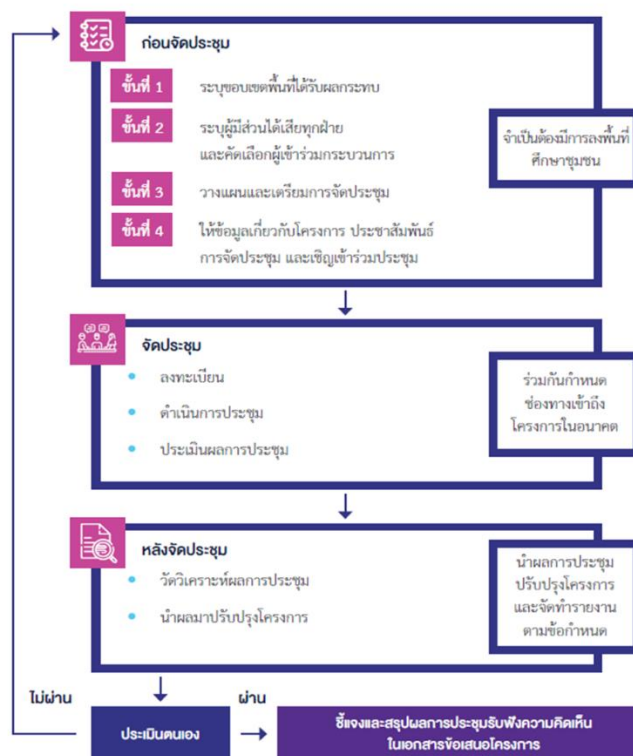 ก่อนจัดประชุม
ขั้นที่ 1
ระบุขอบเขตพื้นที่ได้รับผลกระทบ
ขั้นที่ 2
ระบุผู้มีส่วนได้เสียทุกฝ่าย
และคัดเลือกผู้เข้าร่วมกระบวนการ
ขั้นที่ 3
วางแผนและเตรียมการจัดประชุม
ขั้นที่ 4
ให้ข้อมูลเกี่ยวกับโครงการ ประชาสัมพันธ์
การจัดประชุม และเชิญเข้าร่วมประชุม
จำเป็นต้องมีการลงพื้นที่
ศึกษาชุมชน
จัดประชุม
ลงทะเบียน
ดำเนินการประชุม
ประเมินผลการประชุม
ร่วมกันกำหนด
ช่องทางเข้าถึง
โครงการในอนาคต
หลังจัดประชุม
วัดวิเคราะห์ผลการประชุม
นำผลมาปรับปรุงโครงการ
นำผลการประชุม
ปรับปรุงโครงการ
และจัดทำรายงาน
ตามข้อกำหนด
ไม่ผ่าน
ประเมินตนเอง
ผ่าน
ชี้แจงและสรุปผลการประชุมรับฟังความคิดเห็น
ในเอกสารข้อเสนอโครงการ